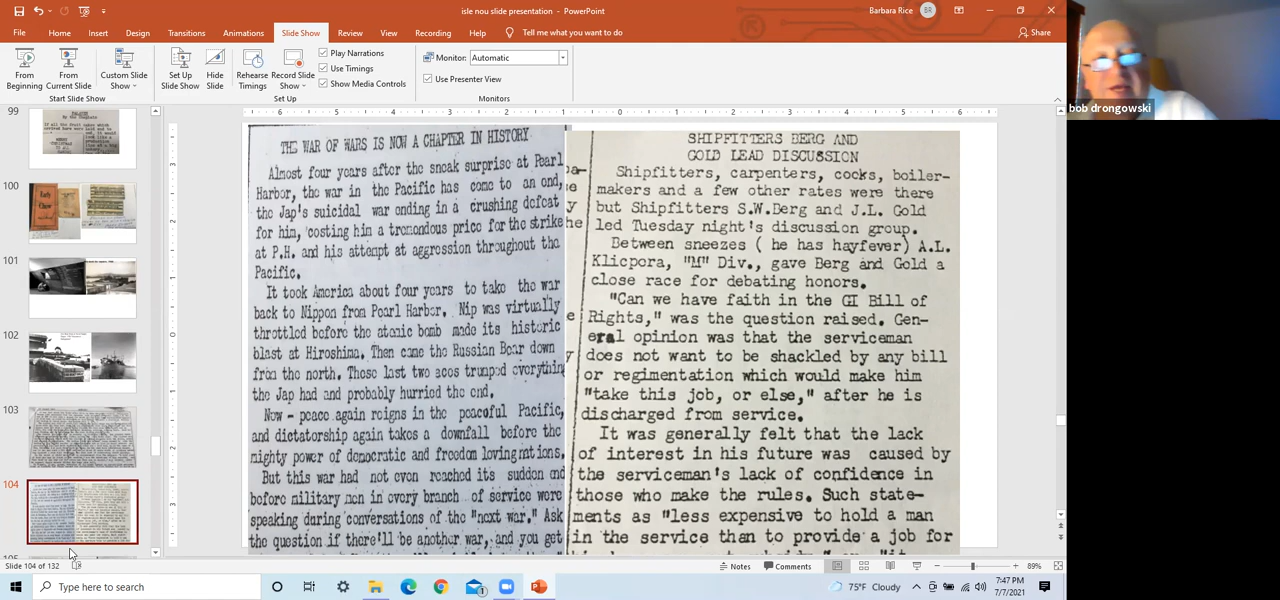 isle nou slide presentation - PowerPoint
Barbara Rice
BR
File
Home
Insert
Design
Transitions
Animations
Slide Show
Review
View
Recording
Help
Tell me what you want to do
Share
From Beginning
From Current Slide
Custom Slide Show
Start Slide Show
Set Up Slide Show
Hide Slide
Rehearse Timings
Record Slide Show
Play Narrations
Use Timings
Show Media Controls
Set Up
Monitor: Automatic
Use Presenter View
Monitors
bob drongowski
99
100
101
102
103
104
THE WAR OF WARS IS NOW A CHAPTER IN HISTORY
Almost four years after the sneak surprise at Pearl
Harbor, the war in the Pacific has come to an end,
the Jap's suicidal war ending in a crushing defeat
for him, costing him a tremendous price for the strike
at P.H. and his attempt at aggression throughout the
Pacific.
It took America about four years to take the war
back to Nippon from Pearl Harbor. Nip was virtually
throttled before the atomic bomb made its historic
blast at Hiroshima. Then came the Russian Bear down
from the north. These last two aces trumped everything
the Jap had and probably hurried the end.
Now - peace again reigns in the peaceful Pacific,
and dictatorship again takes a downfall before the
mighty power of democratic and freedom loving nations.
But this war had not even reached its sudden end
before military men in every branch of service were
speaking during conversations of the "next war." Ask
the question if there'll be another war, and you get
SHIPFITTERS BERG AND
GOLD LEAD DISCUSSION
Shipfitters, carpenters, cocks, boiler-
makers and a few other rates were there
but Shipfitters S.W.Berg and J.L. Gold
led Tuesday night's discussion group.
Between sneezes ( he has hayfever) A.L.
Klicpora, "M" Div., gave Berg and Gold a
close race for debating honors.
"Can we have faith in the GI Bill of
Rights," was the question raised. Gen-
eral opinion was that the serviceman
does not want to be shackled by any bill
or regimentation which would make him
"take this job, or else," after he is
discharged from service.
It was generally felt that the lack
of interest in his future was caused by
the serviceman's lack of confidence in
those who make the rules. Such state-
ments as "less expensive to hold a man
in the service than to provide a job for
Slide 104 of 132
Notes
Comments
89%
Type here to search
75°F Cloudy
7:47 PM
7/7/2021